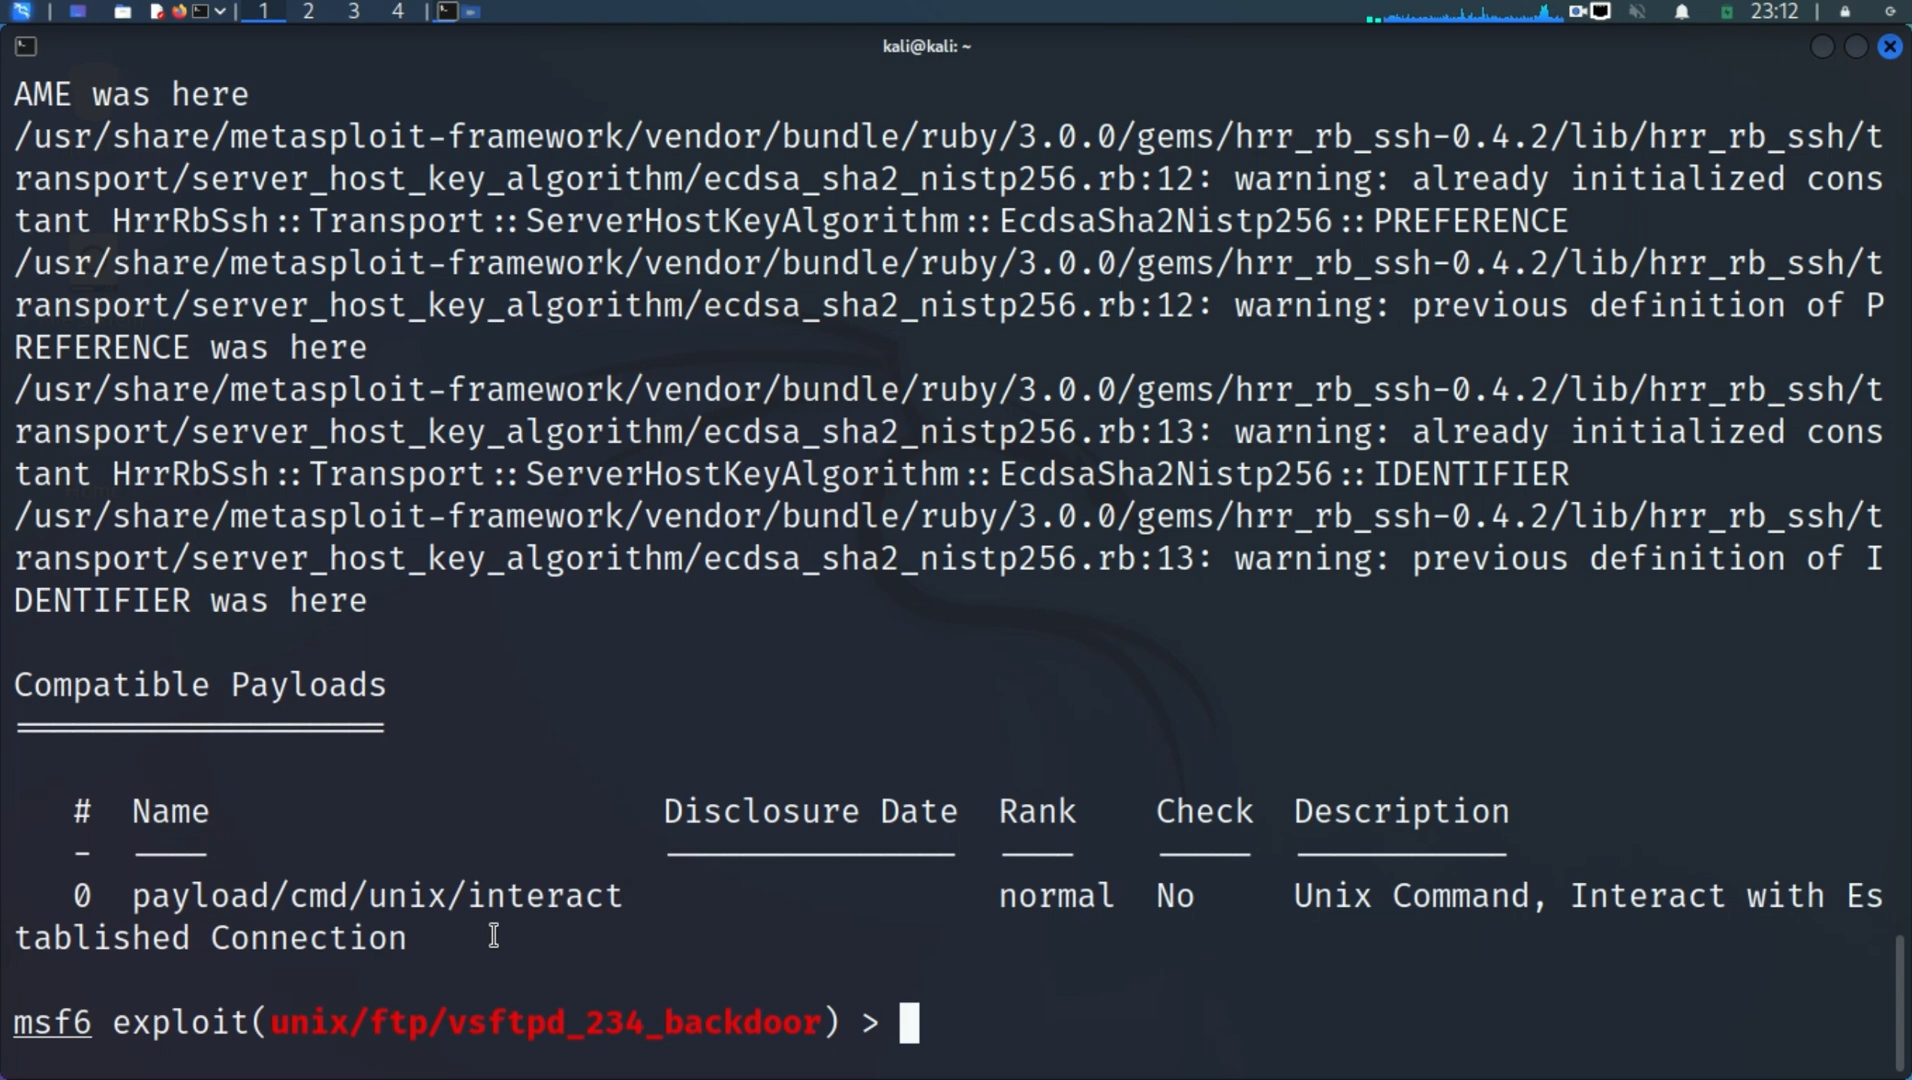 1 2 3 4 23:12
kali@kali: ~
AME was here
/usr/share/metasploit-framework/vendor/bundle/ruby/3.0.0/gems/hrr_rb_ssh-0.4.2/lib/hrr_rb_ssh/t
ransport/server_host_key_algorithm/ecdsa_sha2_nistp256.rb:12: warning: already initialized cons
tant HrrRbSsh::Transport::ServerHostKeyAlgorithm::EcdsaSha2Nistp256::PREFERENCE
/usr/share/metasploit-framework/vendor/bundle/ruby/3.0.0/gems/hrr_rb_ssh-0.4.2/lib/hrr_rb_ssh/t
ransport/server_host_key_algorithm/ecdsa_sha2_nistp256.rb:12: warning: previous definition of P
REFERENCE was here
/usr/share/metasploit-framework/vendor/bundle/ruby/3.0.0/gems/hrr_rb_ssh-0.4.2/lib/hrr_rb_ssh/t
ransport/server_host_key_algorithm/ecdsa_sha2_nistp256.rb:13: warning: already initialized cons
tant HrrRbSsh::Transport::ServerHostKeyAlgorithm::EcdsaSha2Nistp256::IDENTIFIER
/usr/share/metasploit-framework/vendor/bundle/ruby/3.0.0/gems/hrr_rb_ssh-0.4.2/lib/hrr_rb_ssh/t
ransport/server_host_key_algorithm/ecdsa_sha2_nistp256.rb:13: warning: previous definition of I
DENTIFIER was here
Compatible Payloads
===================
# Name Disclosure Date Rank Check Description
- ---- --------------- ---- ----- -----------
0 payload/cmd/unix/interact normal No Unix Command, Interact with Es
tablished Connection
msf6 exploit(unix/ftp/vsftpd_234_backdoor) >